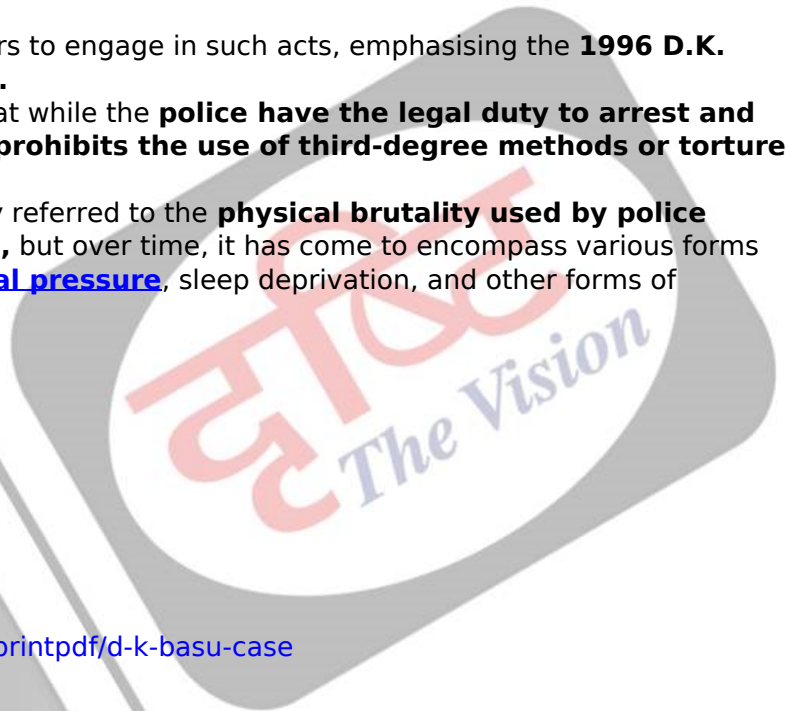 rs to engage in such acts, emphasising the 1996 D.K.
.
at while the police have the legal duty to arrest and
prohibits the use of third-degree methods or torture
y referred to the physical brutality used by police
, but over time, it has come to encompass various forms
al pressure, sleep deprivation, and other forms of
दृष्टि
The Vision
printpdf/d-k-basu-case